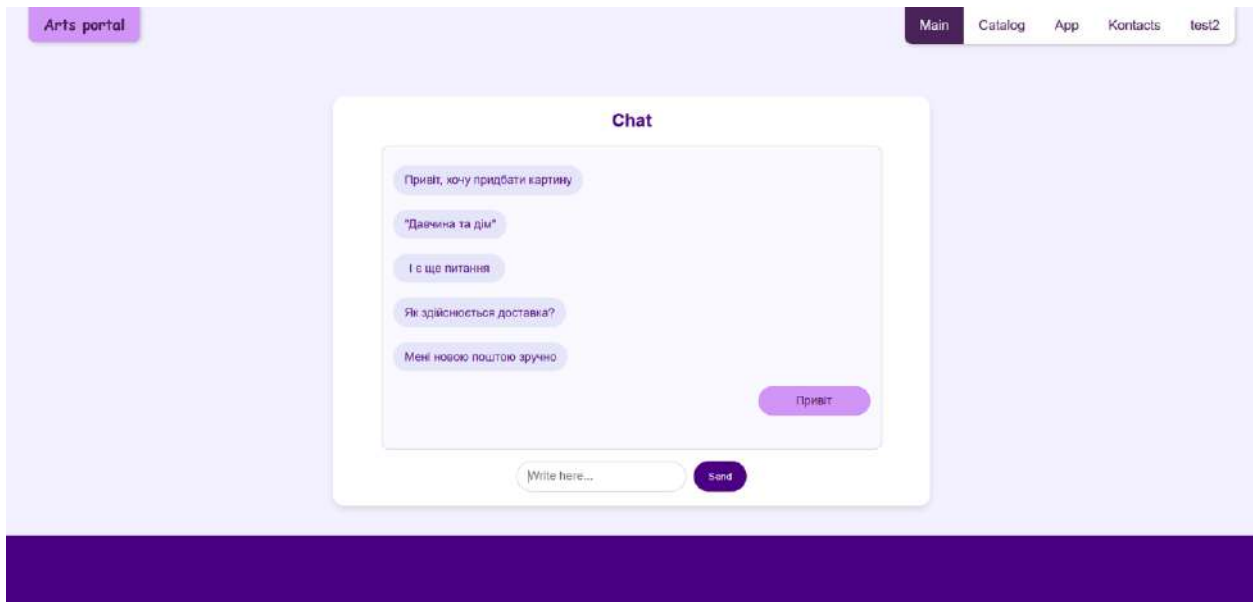 Arts portal
Main Catalog App Kontacts test2
Chat
Привіт, хочу придбати картину
"Давчина та дім"
І є ще питання
Як здійснюється доставка?
Мені новою поштою зручно
Привіт
Write here...
Send